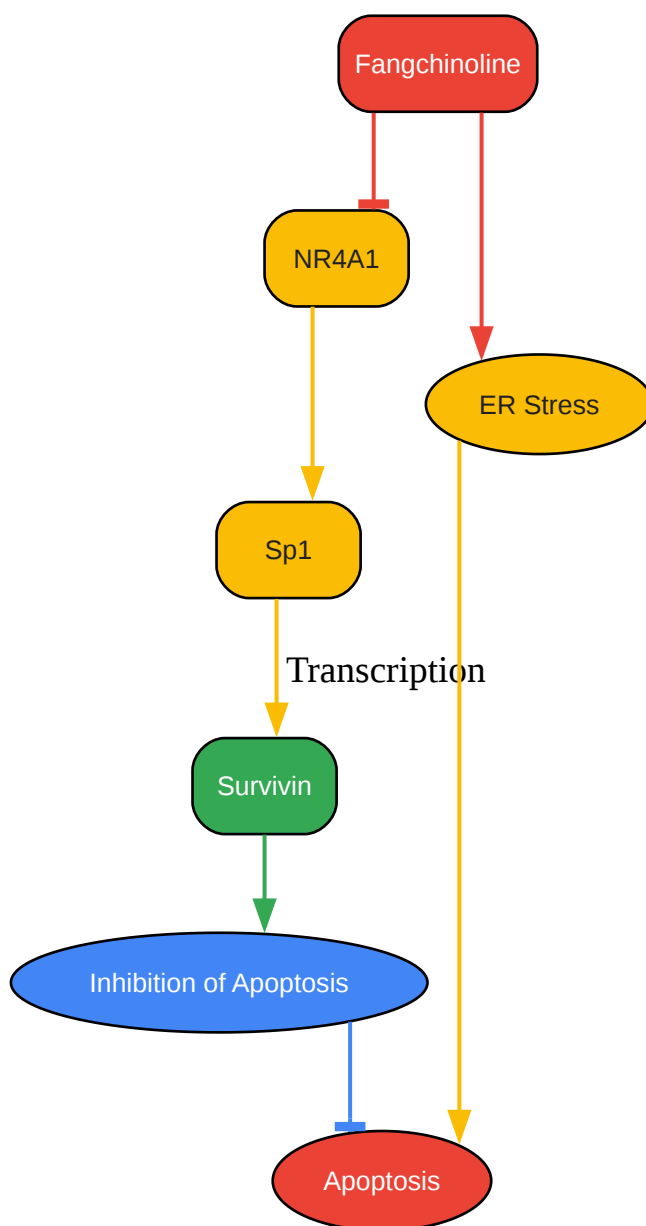 Fangchinoline
NR4A1
ER Stress
Sp1
Transcription
Survivin
Inhibition of Apoptosis
Apoptosis